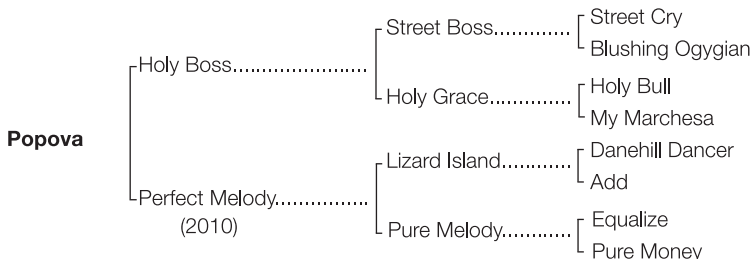 Street Cry
Street Boss
Blushing Ogygian
Holy Boss
Holy Bull
Holy Grace
My Marchesa
Popova
Danehill Dancer
Lizard Island
Add
Perfect Melody
(2010)
Equalize
Pure Melody
Pure Money